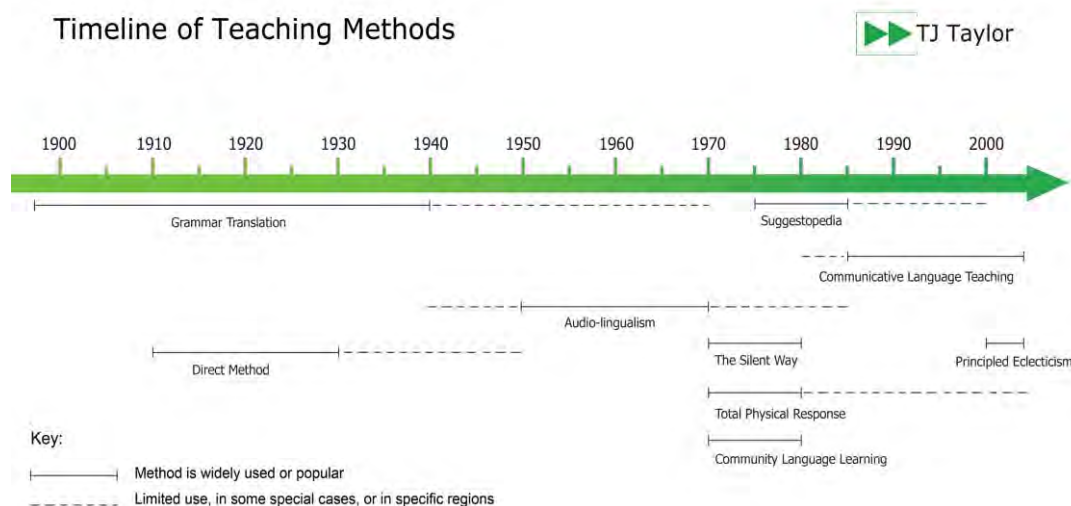 Timeline of Teaching Methods
TJ Taylor
1900 1910 1920 1930 1940 1950 1960 1970 1980 1990 2000
Grammar Translation
Suggestopedia
Communicative Language Teaching
Audio-lingualism
The Silent Way
Principled Eclecticism
Direct Method
Total Physical Response
Community Language Learning
Key:
Method is widely used or popular
Limited use, in some special cases, or in specific regions